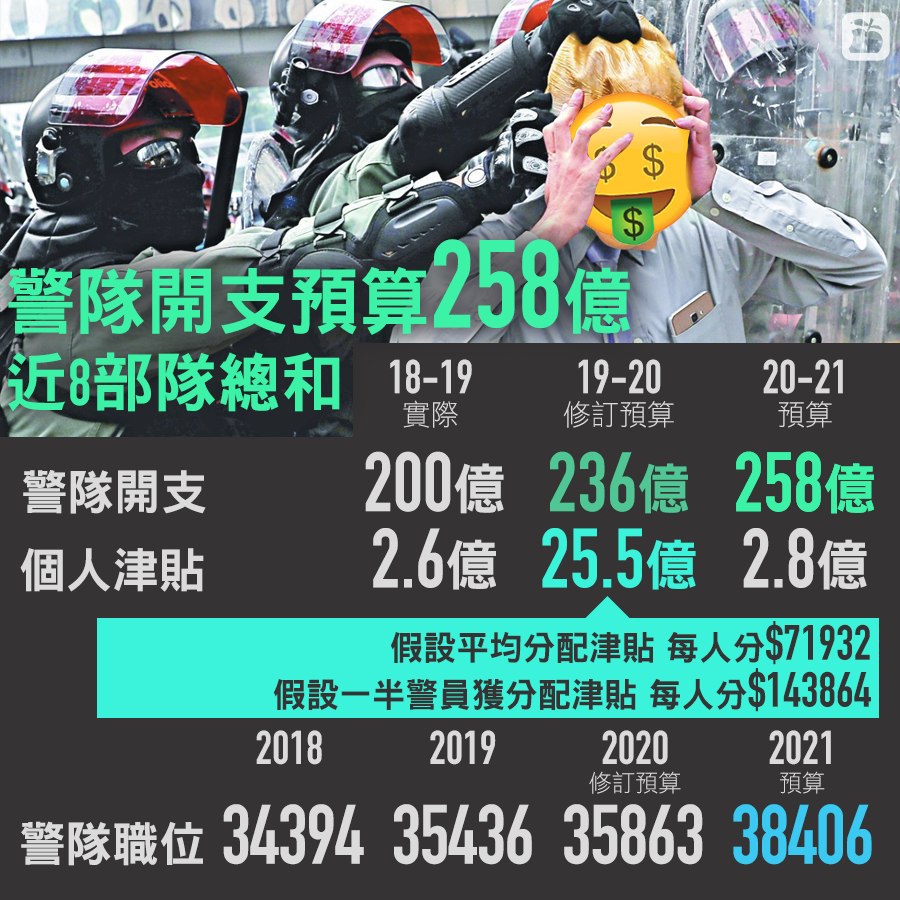 警隊開支預算258億
近8部隊總和
18-19 19-20 20-21
實際 修訂預算 預算
警隊開支 200億 236億 258億
個人津貼 2.6億 25.5億 2.8億
假設平均分配津貼 每人分$71932
假設一半警員獲分配津貼 每人分$143864
2018 2019 2020 2021
修訂預算 預算
警隊職位 34394 35436 35863 38406